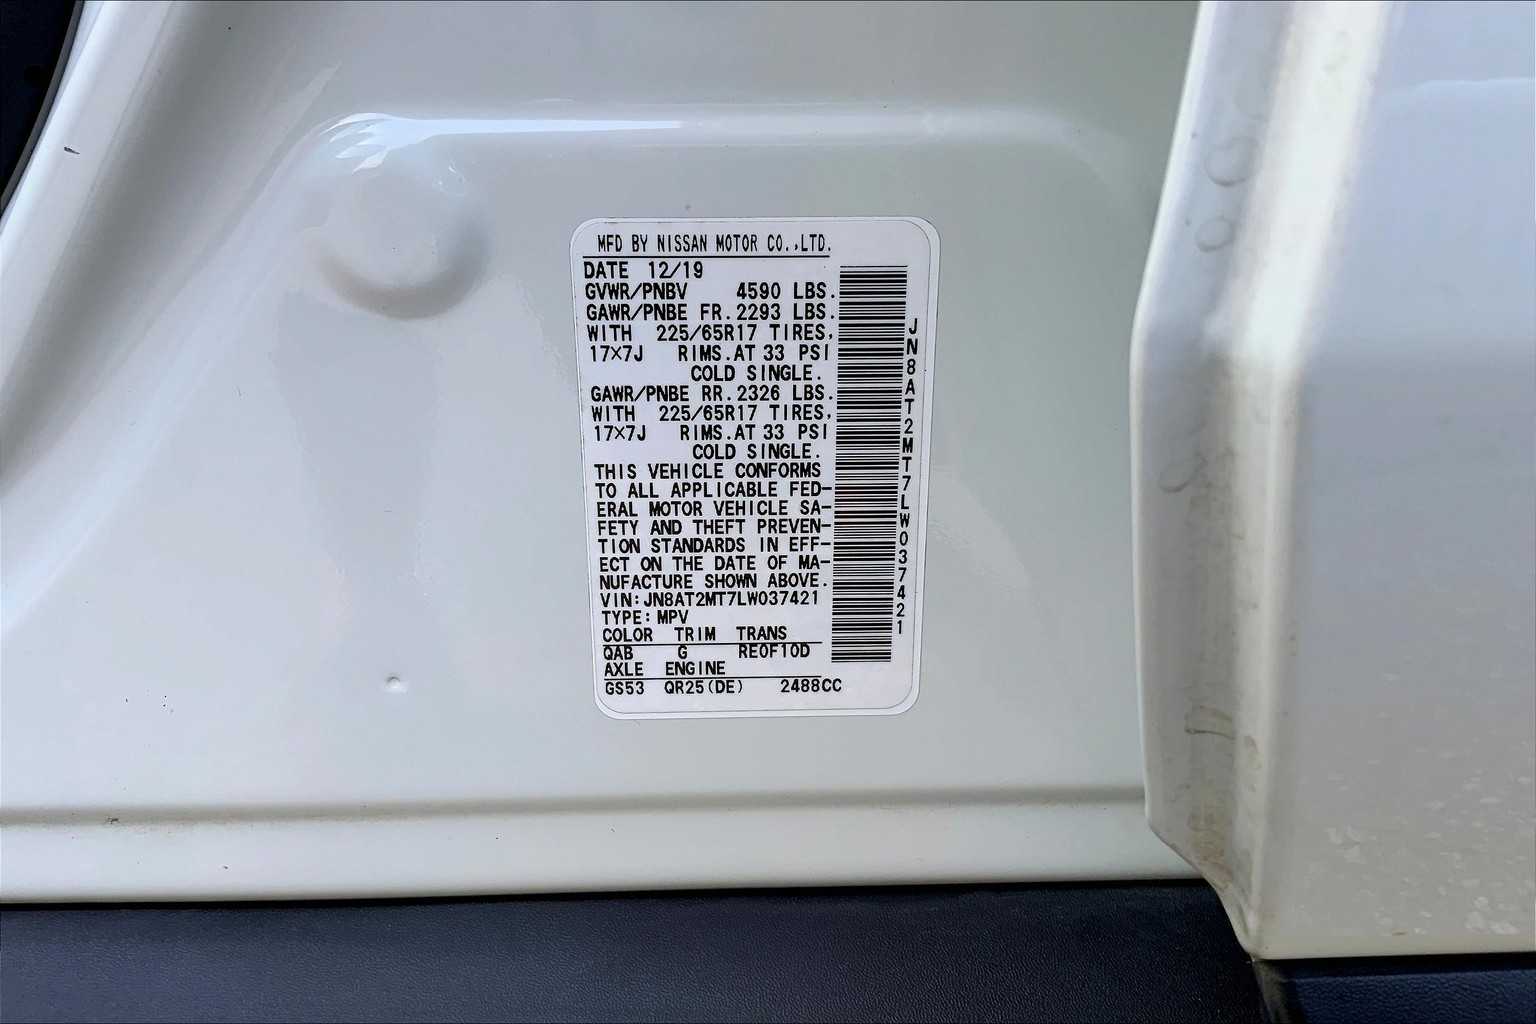 MFD BY NISSAN MOTOR CO.,LTD.
DATE 12/19
GVWR/PNBV 4590 LBS.
GAWR/PNBE FR.2293 LBS.
WITH 225/65R17 TIRES,
17×7J RIMS.AT 33 PSI
COLD SINGLE.
GAWR/PNBE RR.2326 LBS.
WITH 225/65R17 TIRES,
17×7J RIMS.AT 33 PSI
COLD SINGLE.
THIS VEHICLE CONFORMS
TO ALL APPLICABLE FED-
ERAL MOTOR VEHICLE SA-
FETY AND THEFT PREVEN-
TION STANDARDS IN EFF-
ECT ON THE DATE OF MA-
NUFACTURE SHOWN ABOVE.
VIN:JN8AT2MT7LW037421
TYPE:MPV
COLOR TRIM TRANS
QAB G RE0F10D
AXLE ENGINE
GS53 QR25(DE) 2488CC
JN8AT2MT7LW037421